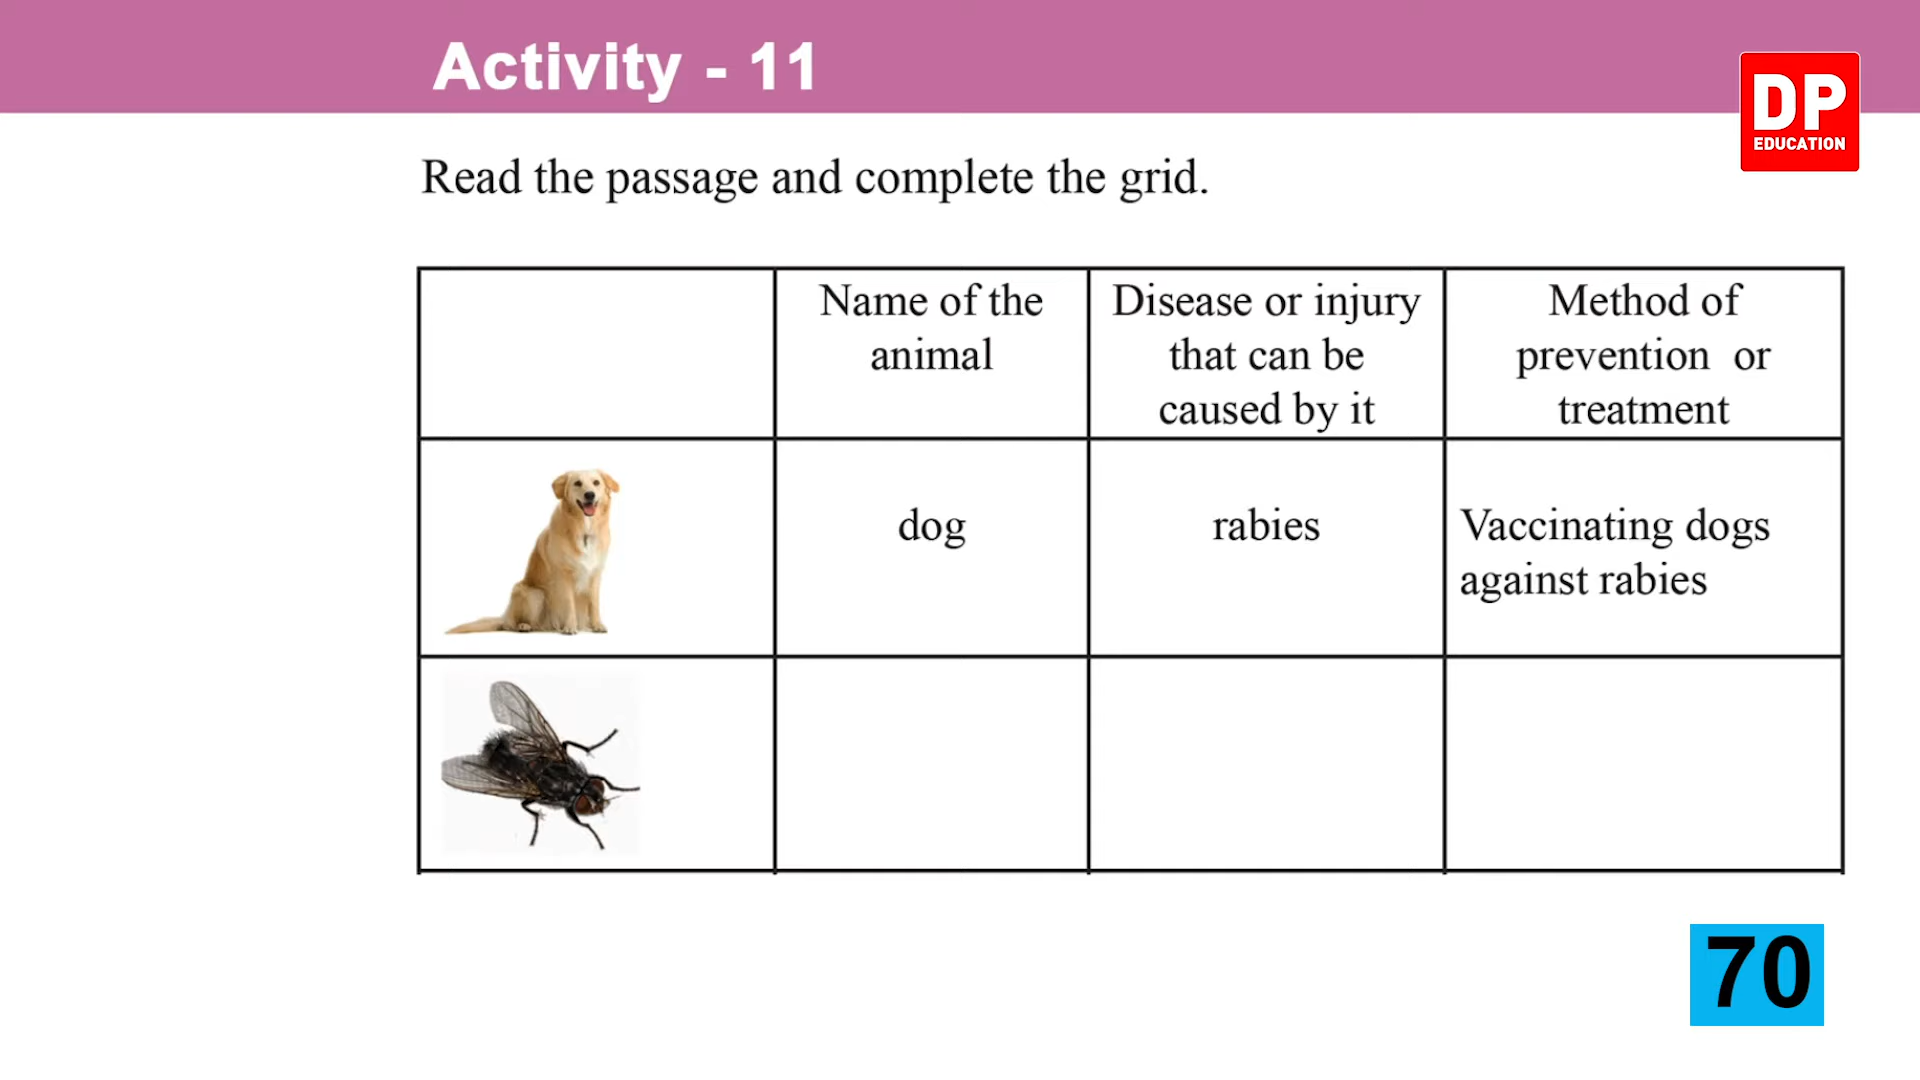 Activity - 11
DP
EDUCATION
Read the passage and complete the grid.
Name of the
animal
Disease or injury
that can be
caused by it
Method of
prevention or
treatment
dog
rabies
Vaccinating dogs
against rabies
70